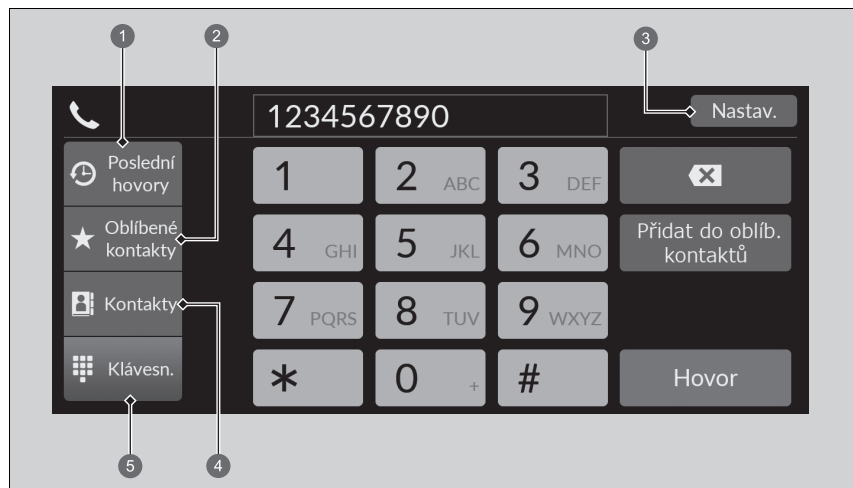 1
2
3
1234567890
Nastav.
Poslední
hovory
Oblíbené
kontakty
Kontakty
Klávesn.
1
2 ABC
3 DEF
4 GHI
5 JKL
6 MNO
Přidat do oblíb.
kontaktů
7 PQRS
8 TUV
9 WXYZ
*
0 +
#
Hovor
5
4